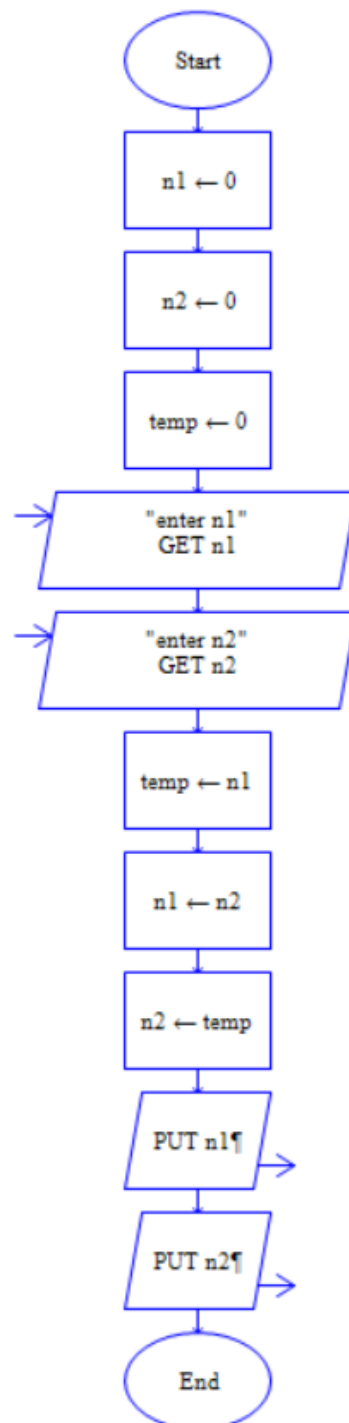 Start
n1 ← 0
n2 ← 0
temp ← 0
"enter n1"
GET n1
"enter n2"
GET n2
temp ← n1
n1 ← n2
n2 ← temp
PUT n1¶
PUT n2¶
End